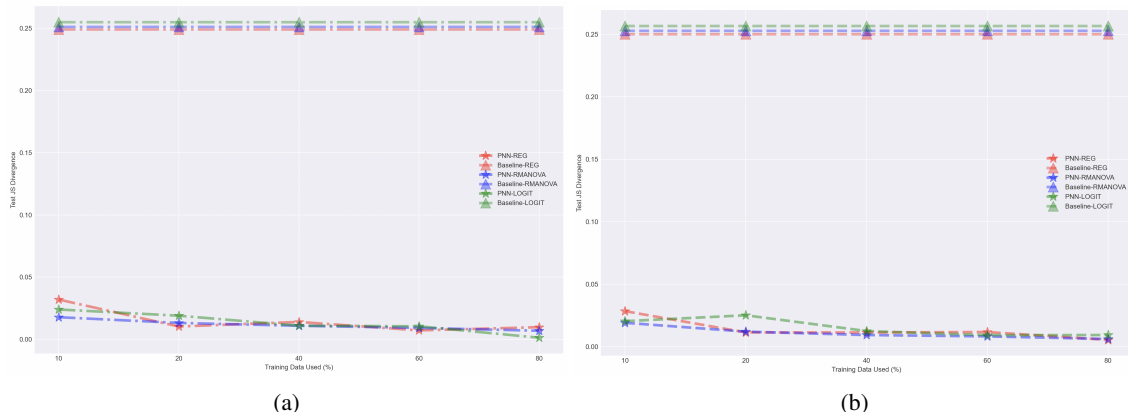 0.25
0.20
0.15
0.10
0.05
0.00
Test JS Divergence
PNN-REG
Baseline-REG
PNN-RMANOVA
Baseline-RMANOVA
PNN-LOGIT
Baseline-LOGIT
10 20 40 60 80
Training Data Used (%)
(a)
0.25
0.20
0.15
0.10
0.05
0.00
Test JS Divergence
PNN-REG
Baseline-REG
PNN-RMANOVA
Baseline-RMANOVA
PNN-LOGIT
Baseline-LOGIT
10 20 40 60 80
Training Data Used (%)
(b)